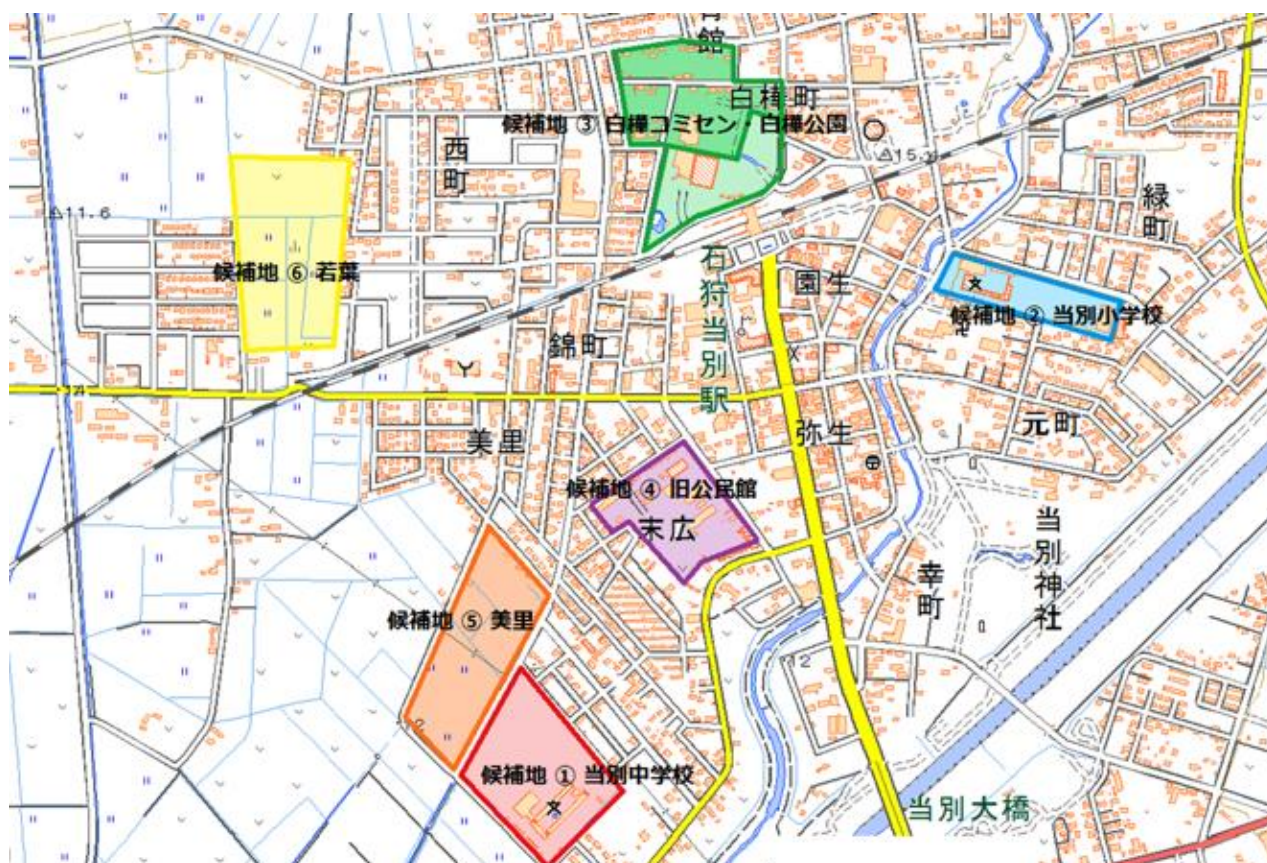 館
白樺町
候補地 ③ 白樺コミセン・白樺公園
15.
西町
緑町
11.6
候補地 ⑥ 若葉
石狩当別駅
園生
候補地 ② 当別小学校
錦町
美里
弥生
元町
候補地 ④ 旧公民館
末広
当別神社
幸町
候補地 ⑤ 美里
12
候補地 ① 当別中学校
当別大橋